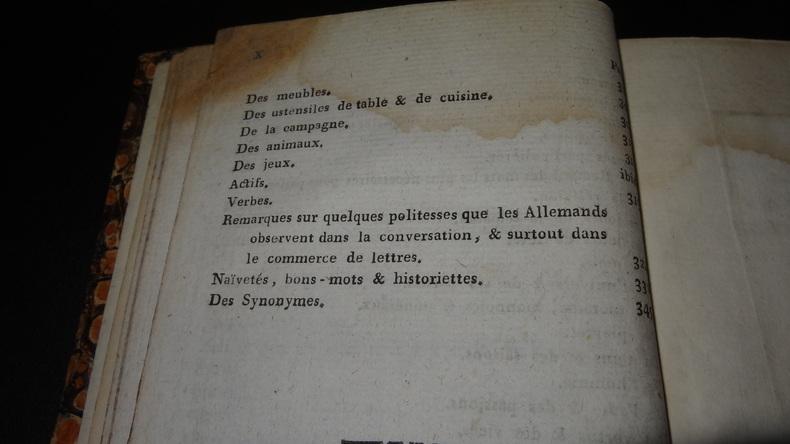 x
Des meubles.
Des ustensiles de table & de cuisine.
De la campagne.
Des animaux.
Des jeux.
Actifs. ibid
Verbes.
Remarques sur quelques politesses que les Allemands
observent dans la conversation, & surtout dans
le commerce de lettres.
Naïvetés, bons-mots & historiettes.
Des Synonymes.